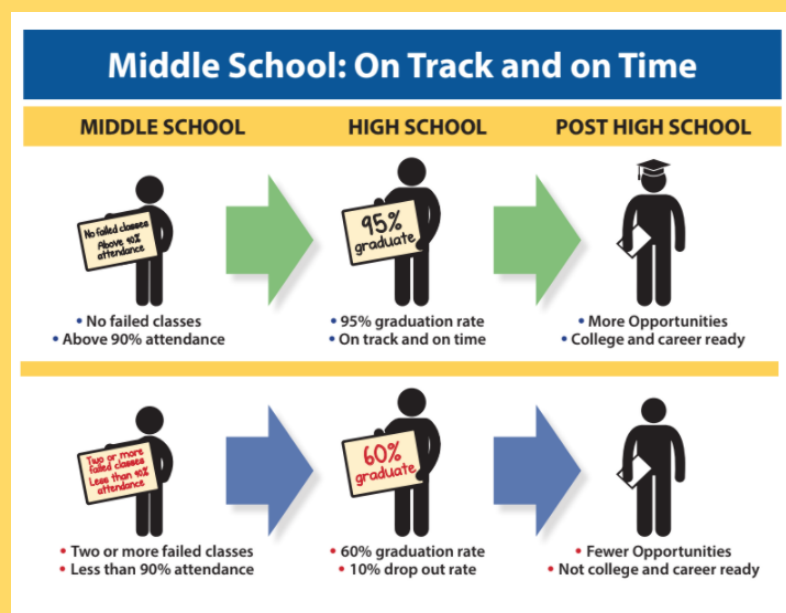 Middle School: On Track and on Time
MIDDLE SCHOOL
HIGH SCHOOL
POST HIGH SCHOOL
No failed classes
Above 90%
attendance
95%
graduate
• No failed classes
• Above 90% attendance
• 95% graduation rate
• On track and on time
• More Opportunities
• College and career ready
Two or more
failed classes
Less than 90%
attendance
60%
graduate
• Two or more failed classes
• Less than 90% attendance
• 60% graduation rate
• 10% drop out rate
• Fewer Opportunities
• Not college and career ready